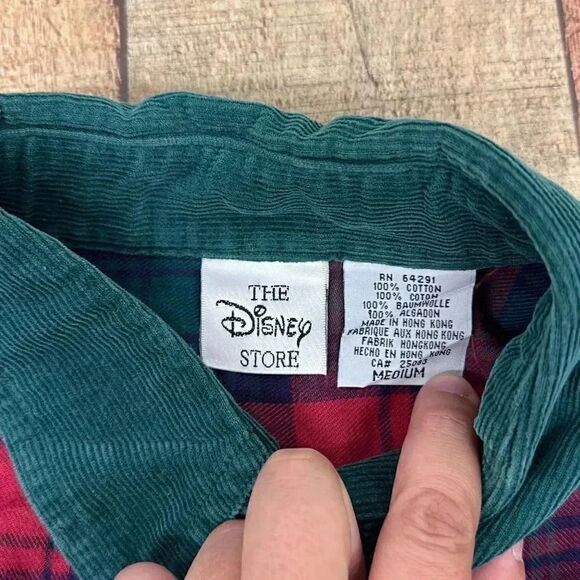 THE
Disney
STORE
RN 64291
100% COTTON
100% COTON
100% BAUMWOLLE
100% ALGADON
MADE IN HONG KONG
FABRIQUE AUX HONG KONG
FABRIK HONGKONG
HECHO EN HONG KONG
CA# 25085
MEDIUM